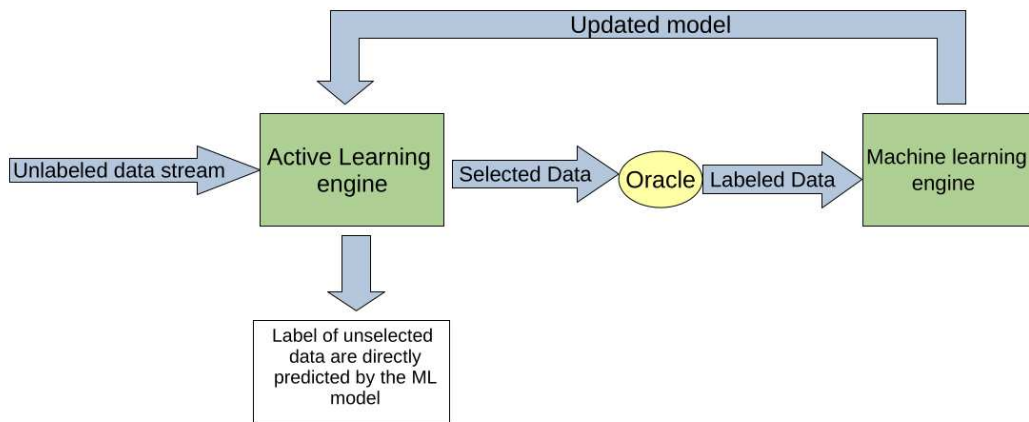 Updated model
Unlabeled data stream
Active Learning
engine
Selected Data
Oracle
Labeled Data
Machine learning
engine
Label of unselected
data are directly
predicted by the ML
model